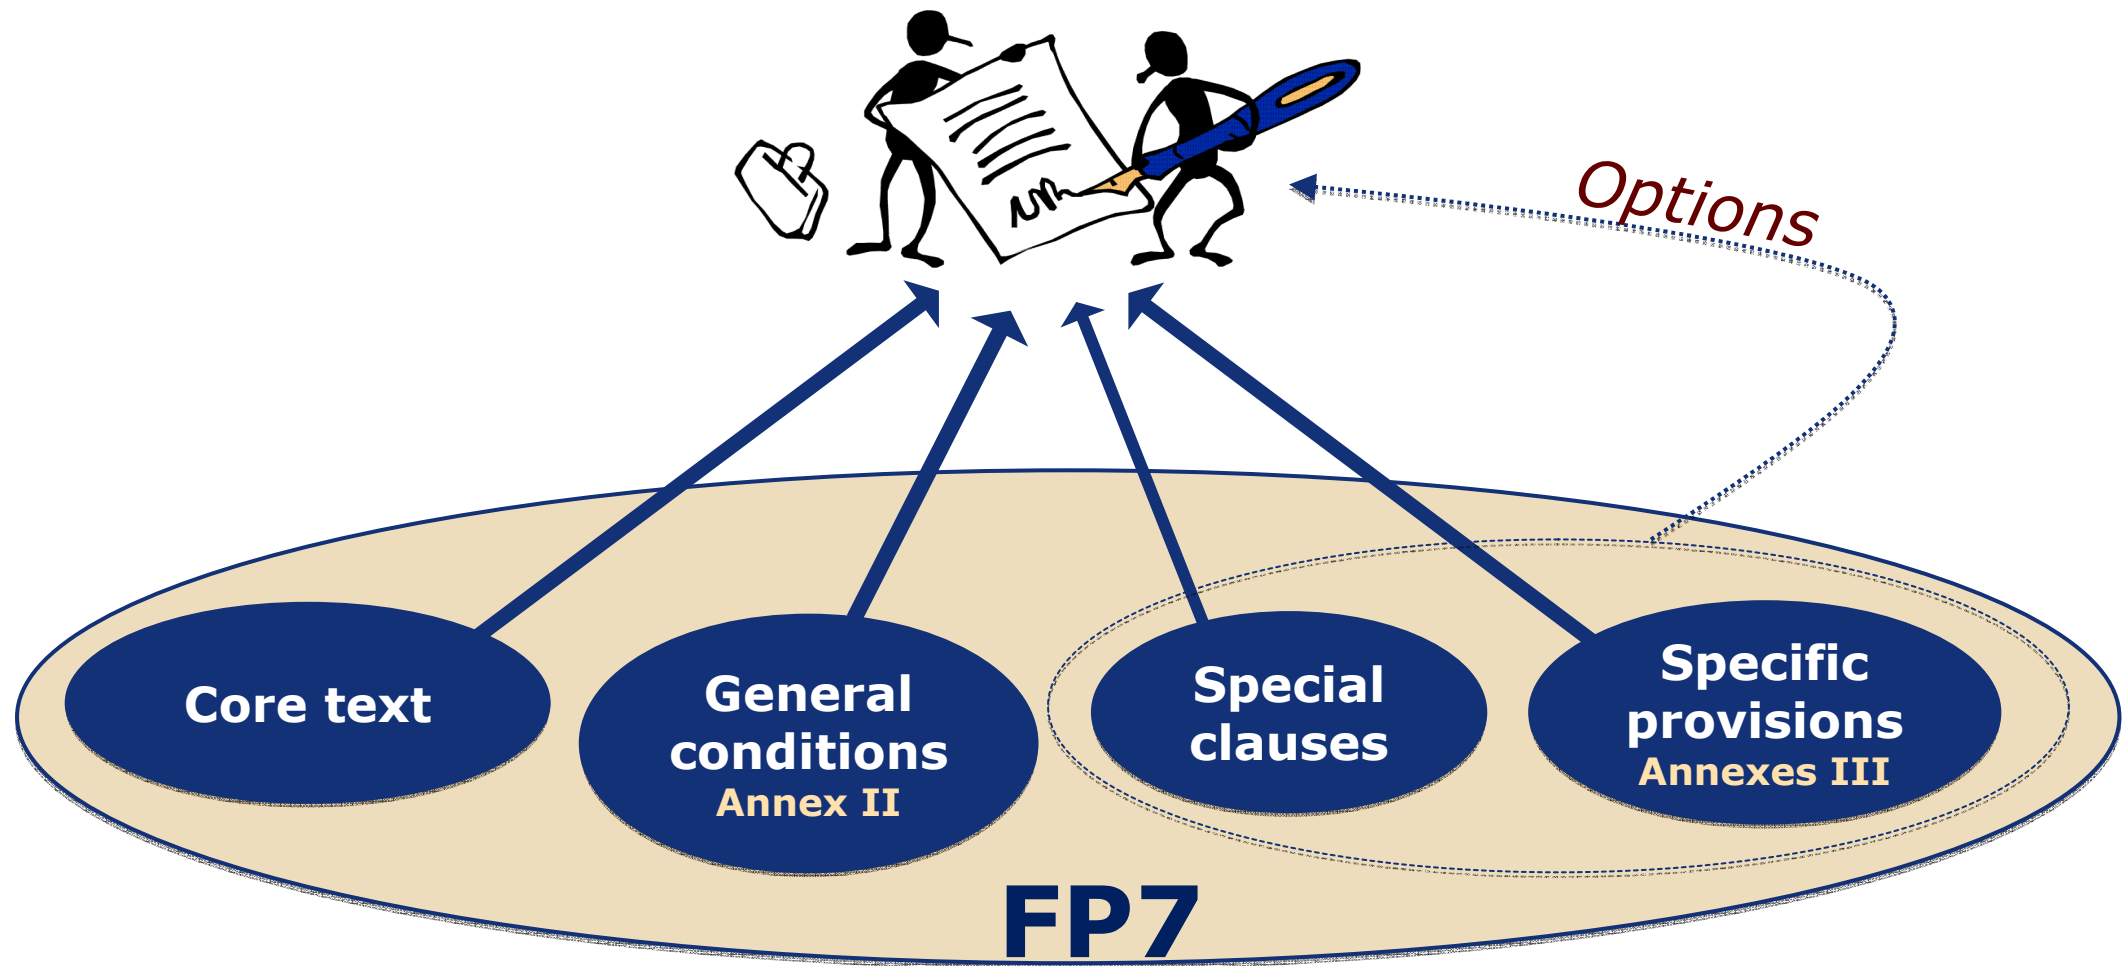 Options
Core text
General
conditions
Annex II
Special
clauses
Specific
provisions
Annexes III
FP7